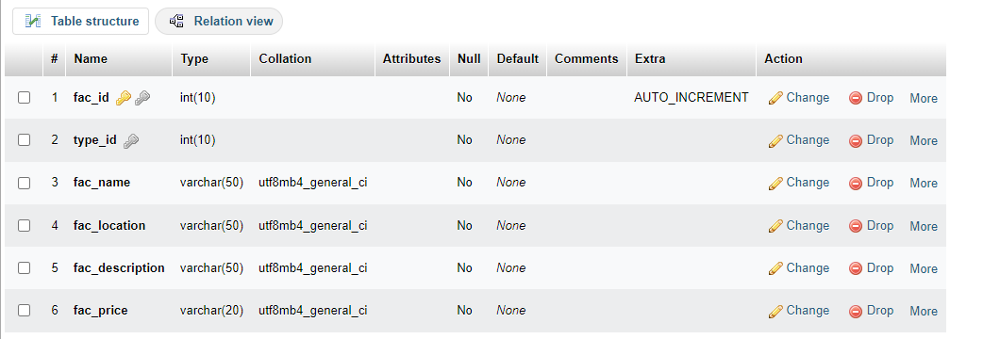 Table structure Relation view
# Name Type Collation Attributes Null Default Comments Extra Action
1 fac_id int(10) No None AUTO_INCREMENT Change Drop More
2 type_id int(10) No None Change Drop More
3 fac_name varchar(50) utf8mb4_general_ci No None Change Drop More
4 fac_location varchar(50) utf8mb4_general_ci No None Change Drop More
5 fac_description varchar(50) utf8mb4_general_ci No None Change Drop More
6 fac_price varchar(20) utf8mb4_general_ci No None Change Drop More